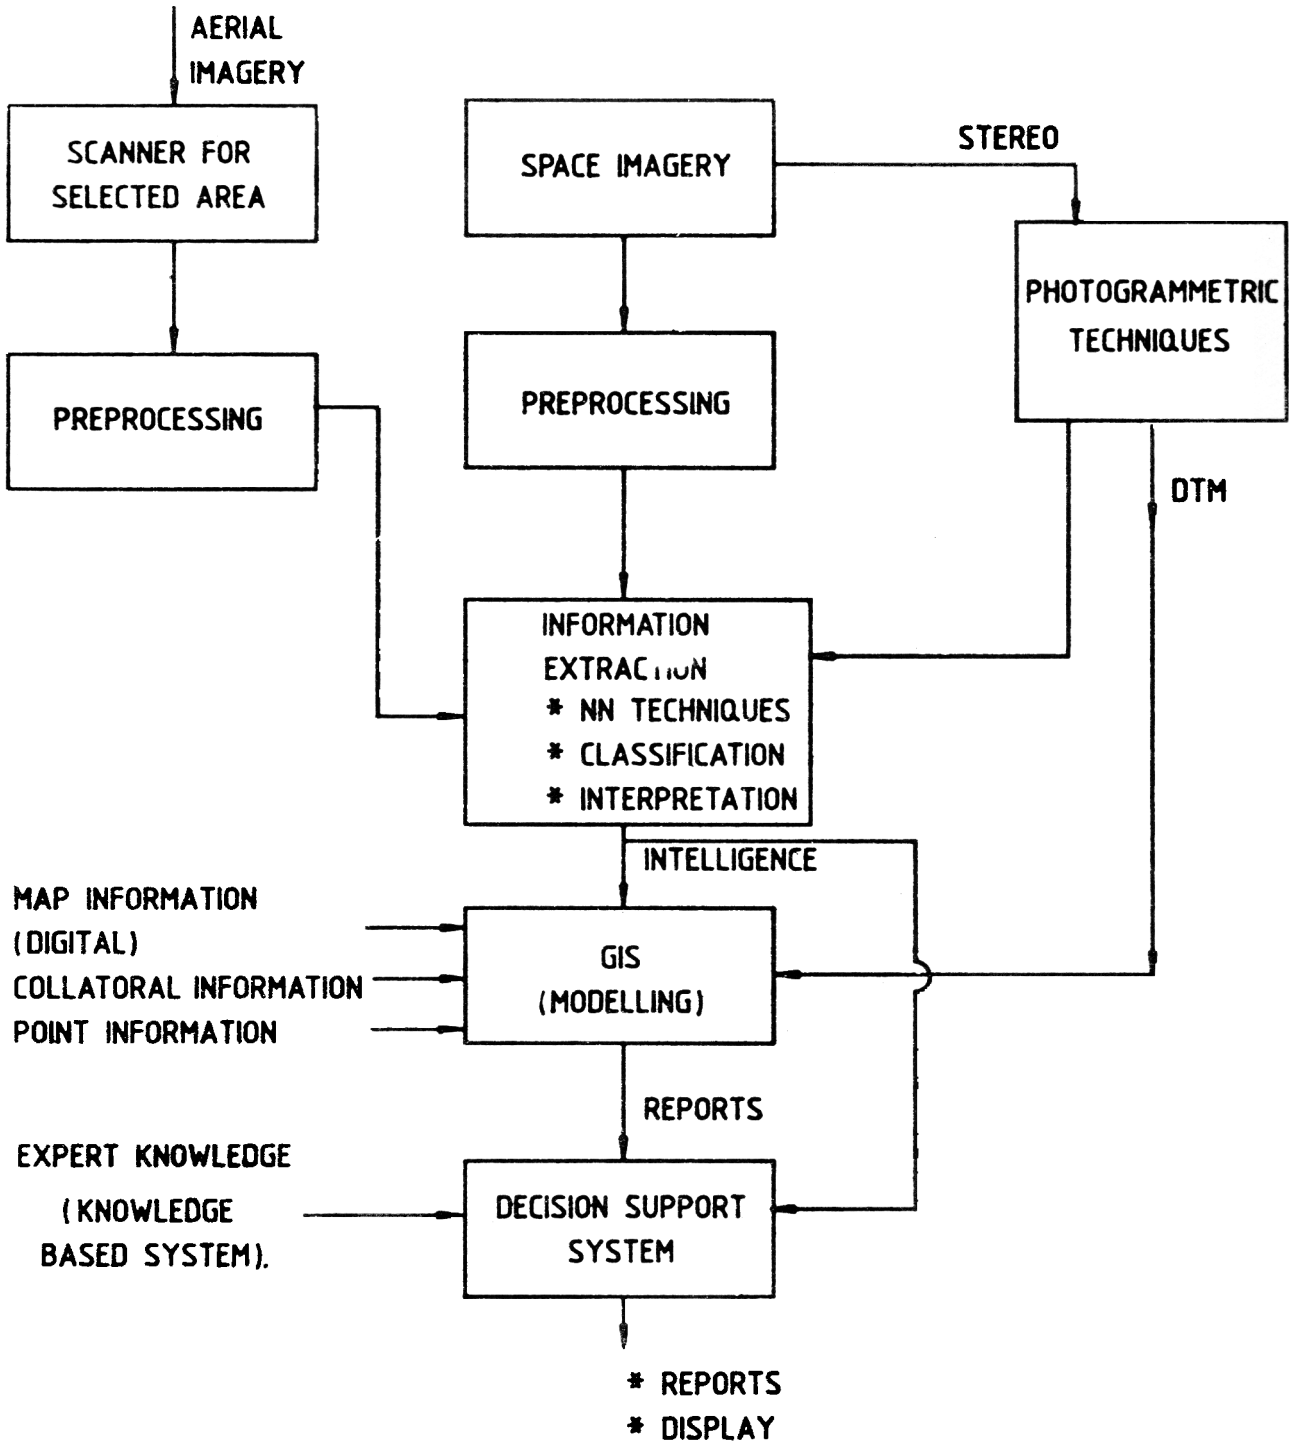 AERIAL
IMAGERY
SCANNER FOR
SELECTED AREA
SPACE IMAGERY
STEREO
PHOTOGRAMMETRIC
TECHNIQUES
PREPROCESSING
PREPROCESSING
DTM
INFORMATION
EXTRACTION
* NN TECHNIQUES
* CLASSIFICATION
* INTERPRETATION
INTELLIGENCE
MAP INFORMATION
(DIGITAL)
COLLATORAL INFORMATION
POINT INFORMATION
GIS
(MODELLING)
REPORTS
EXPERT KNOWLEDGE
(KNOWLEDGE
BASED SYSTEM).
DECISION SUPPORT
SYSTEM
* REPORTS
* DISPLAY